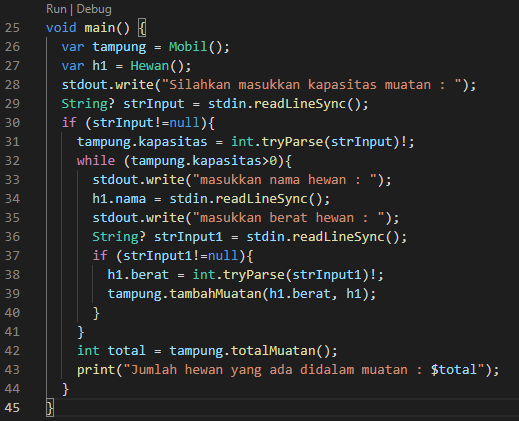 Run | Debug
25 void main() {
26   var tampung = Mobil();
27   var h1 = Hewan();
28   stdout.write("Silahkan masukkan kapasitas muatan : ");
29   String? strInput = stdin.readLineSync();
30   if (strInput!=null){
31     tampung.kapasitas = int.tryParse(strInput)!;
32     while (tampung.kapasitas>0){
33       stdout.write("masukkan nama hewan : ");
34       h1.nama = stdin.readLineSync();
35       stdout.write("masukkan berat hewan : ");
36       String? strInput1 = stdin.readLineSync();
37       if (strInput1!=null){
38         h1.berat = int.tryParse(strInput1)!;
39         tampung.tambahMuatan(h1.berat, h1);
40       }
41     }
42     int total = tampung.totalMuatan();
43     print("Jumlah hewan yang ada didalam muatan : $total");
44   }
45 }